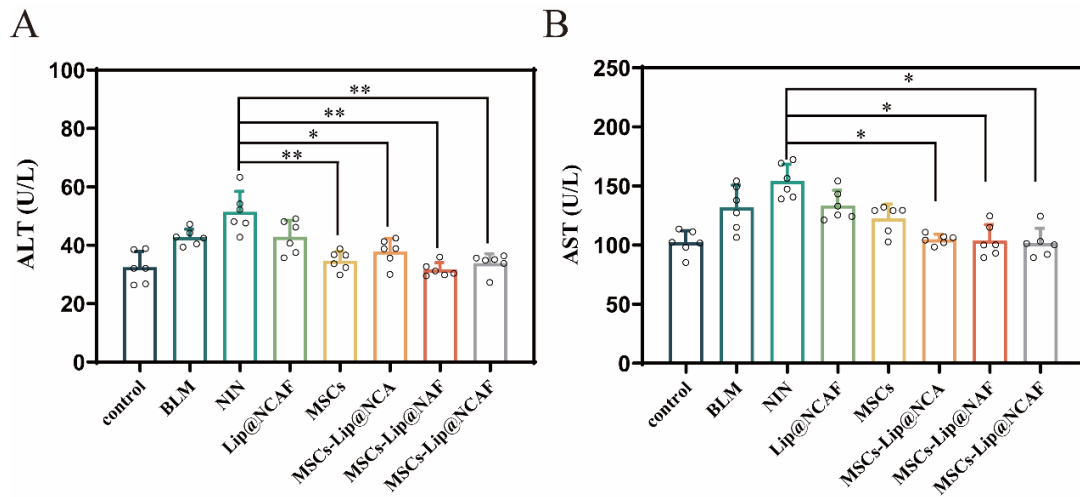 A
ALT (U/L)
100
80
60
40
20
0
**
**
*
**
control
BLM
NIN
Lip@NCAF
MSCs
MSCs-Lip@NCA
MSCs-Lip@NAF
MSCs-Lip@NCAF
B
AST (U/L)
250
200
150
100
50
0
*
*
*
control
BLM
NIN
Lip@NCAF
MSCs
MSCs-Lip@NCA
MSCs-Lip@NAF
MSCs-Lip@NCAF